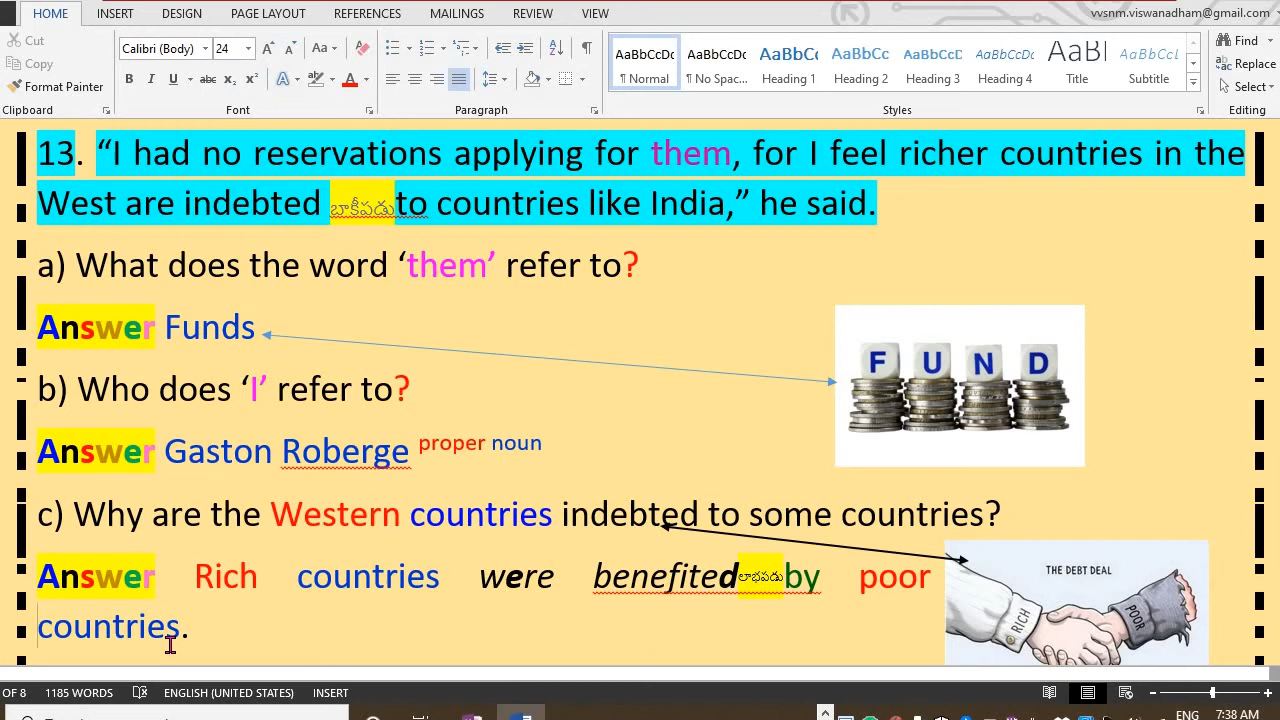 HOME INSERT DESIGN PAGE LAYOUT REFERENCES MAILINGS REVIEW VIEW vvsnm.viswanadham@gmail.com
Cut
Copy
Format Painter
Calibri (Body) 24
AaBbCcDc AaBbCcDc AaBbCc AaBbCc AaBbCcD AaBbCcD AaBl AaBbCcL
¶ Normal ¶ No Spac... Heading 1 Heading 2 Heading 3 Heading 4 Title Subtitle
Find
Replace
Select
Clipboard Font Paragraph Styles Editing
13. “I had no reservations applying for them, for I feel richer countries in the
West are indebted బాకీపడు to countries like India,” he said.
a) What does the word ‘them’ refer to?
Answer Funds
FUND
b) Who does ‘I’ refer to?
Answer Gaston Roberge proper noun
c) Why are the Western countries indebted to some countries?
Answer Rich countries were benefited లాభపడు by poor
countries.
THE DEBT DEAL
RICH
POOR
OF 8 1185 WORDS ENGLISH (UNITED STATES) INSERT
ENG 7:38 AM